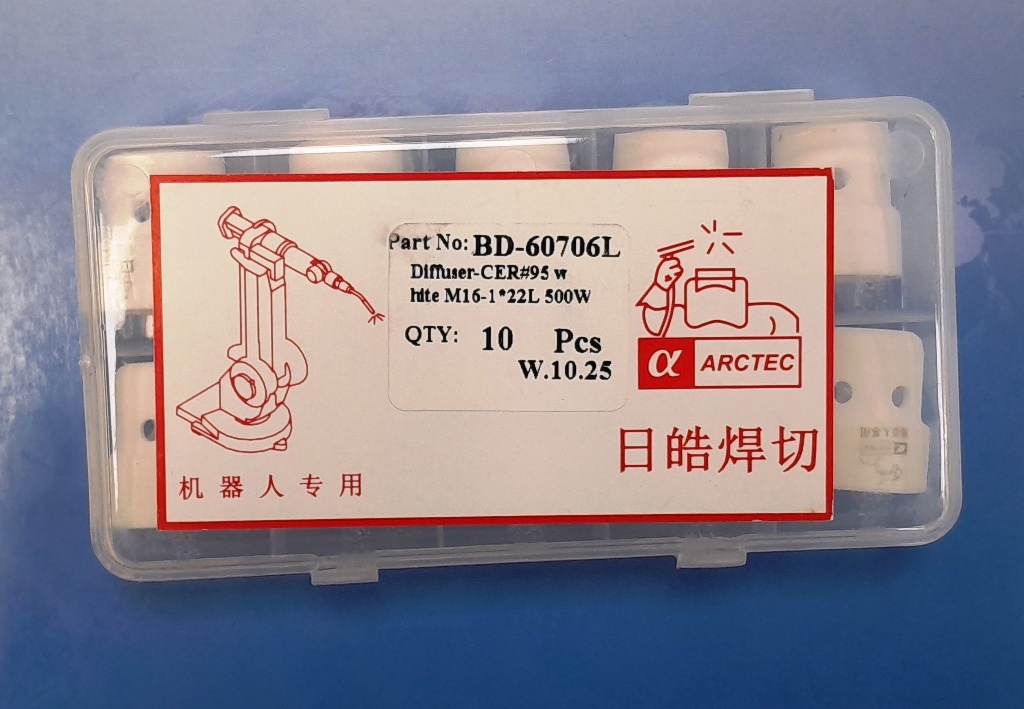 Part No: BD-60706L
Diffuser-CER#95 w
hite M16-1*22L 500W
QTY: 10 Pcs
W.10.25
α ARCTEC
日皓焊切
机器人专用